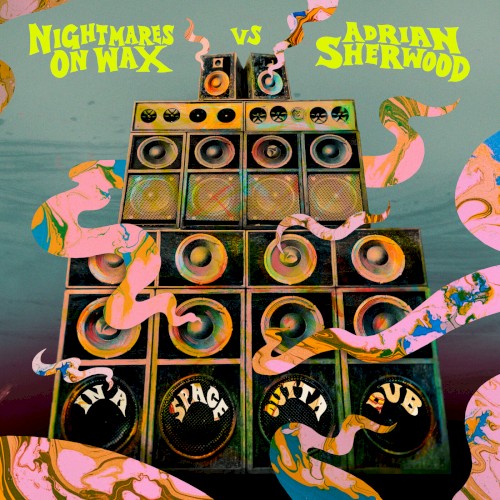 NIGHTMARES
ON WAX
VS
ADRIAN
SHERWOOD
IN A SPACE OUTTA DUB